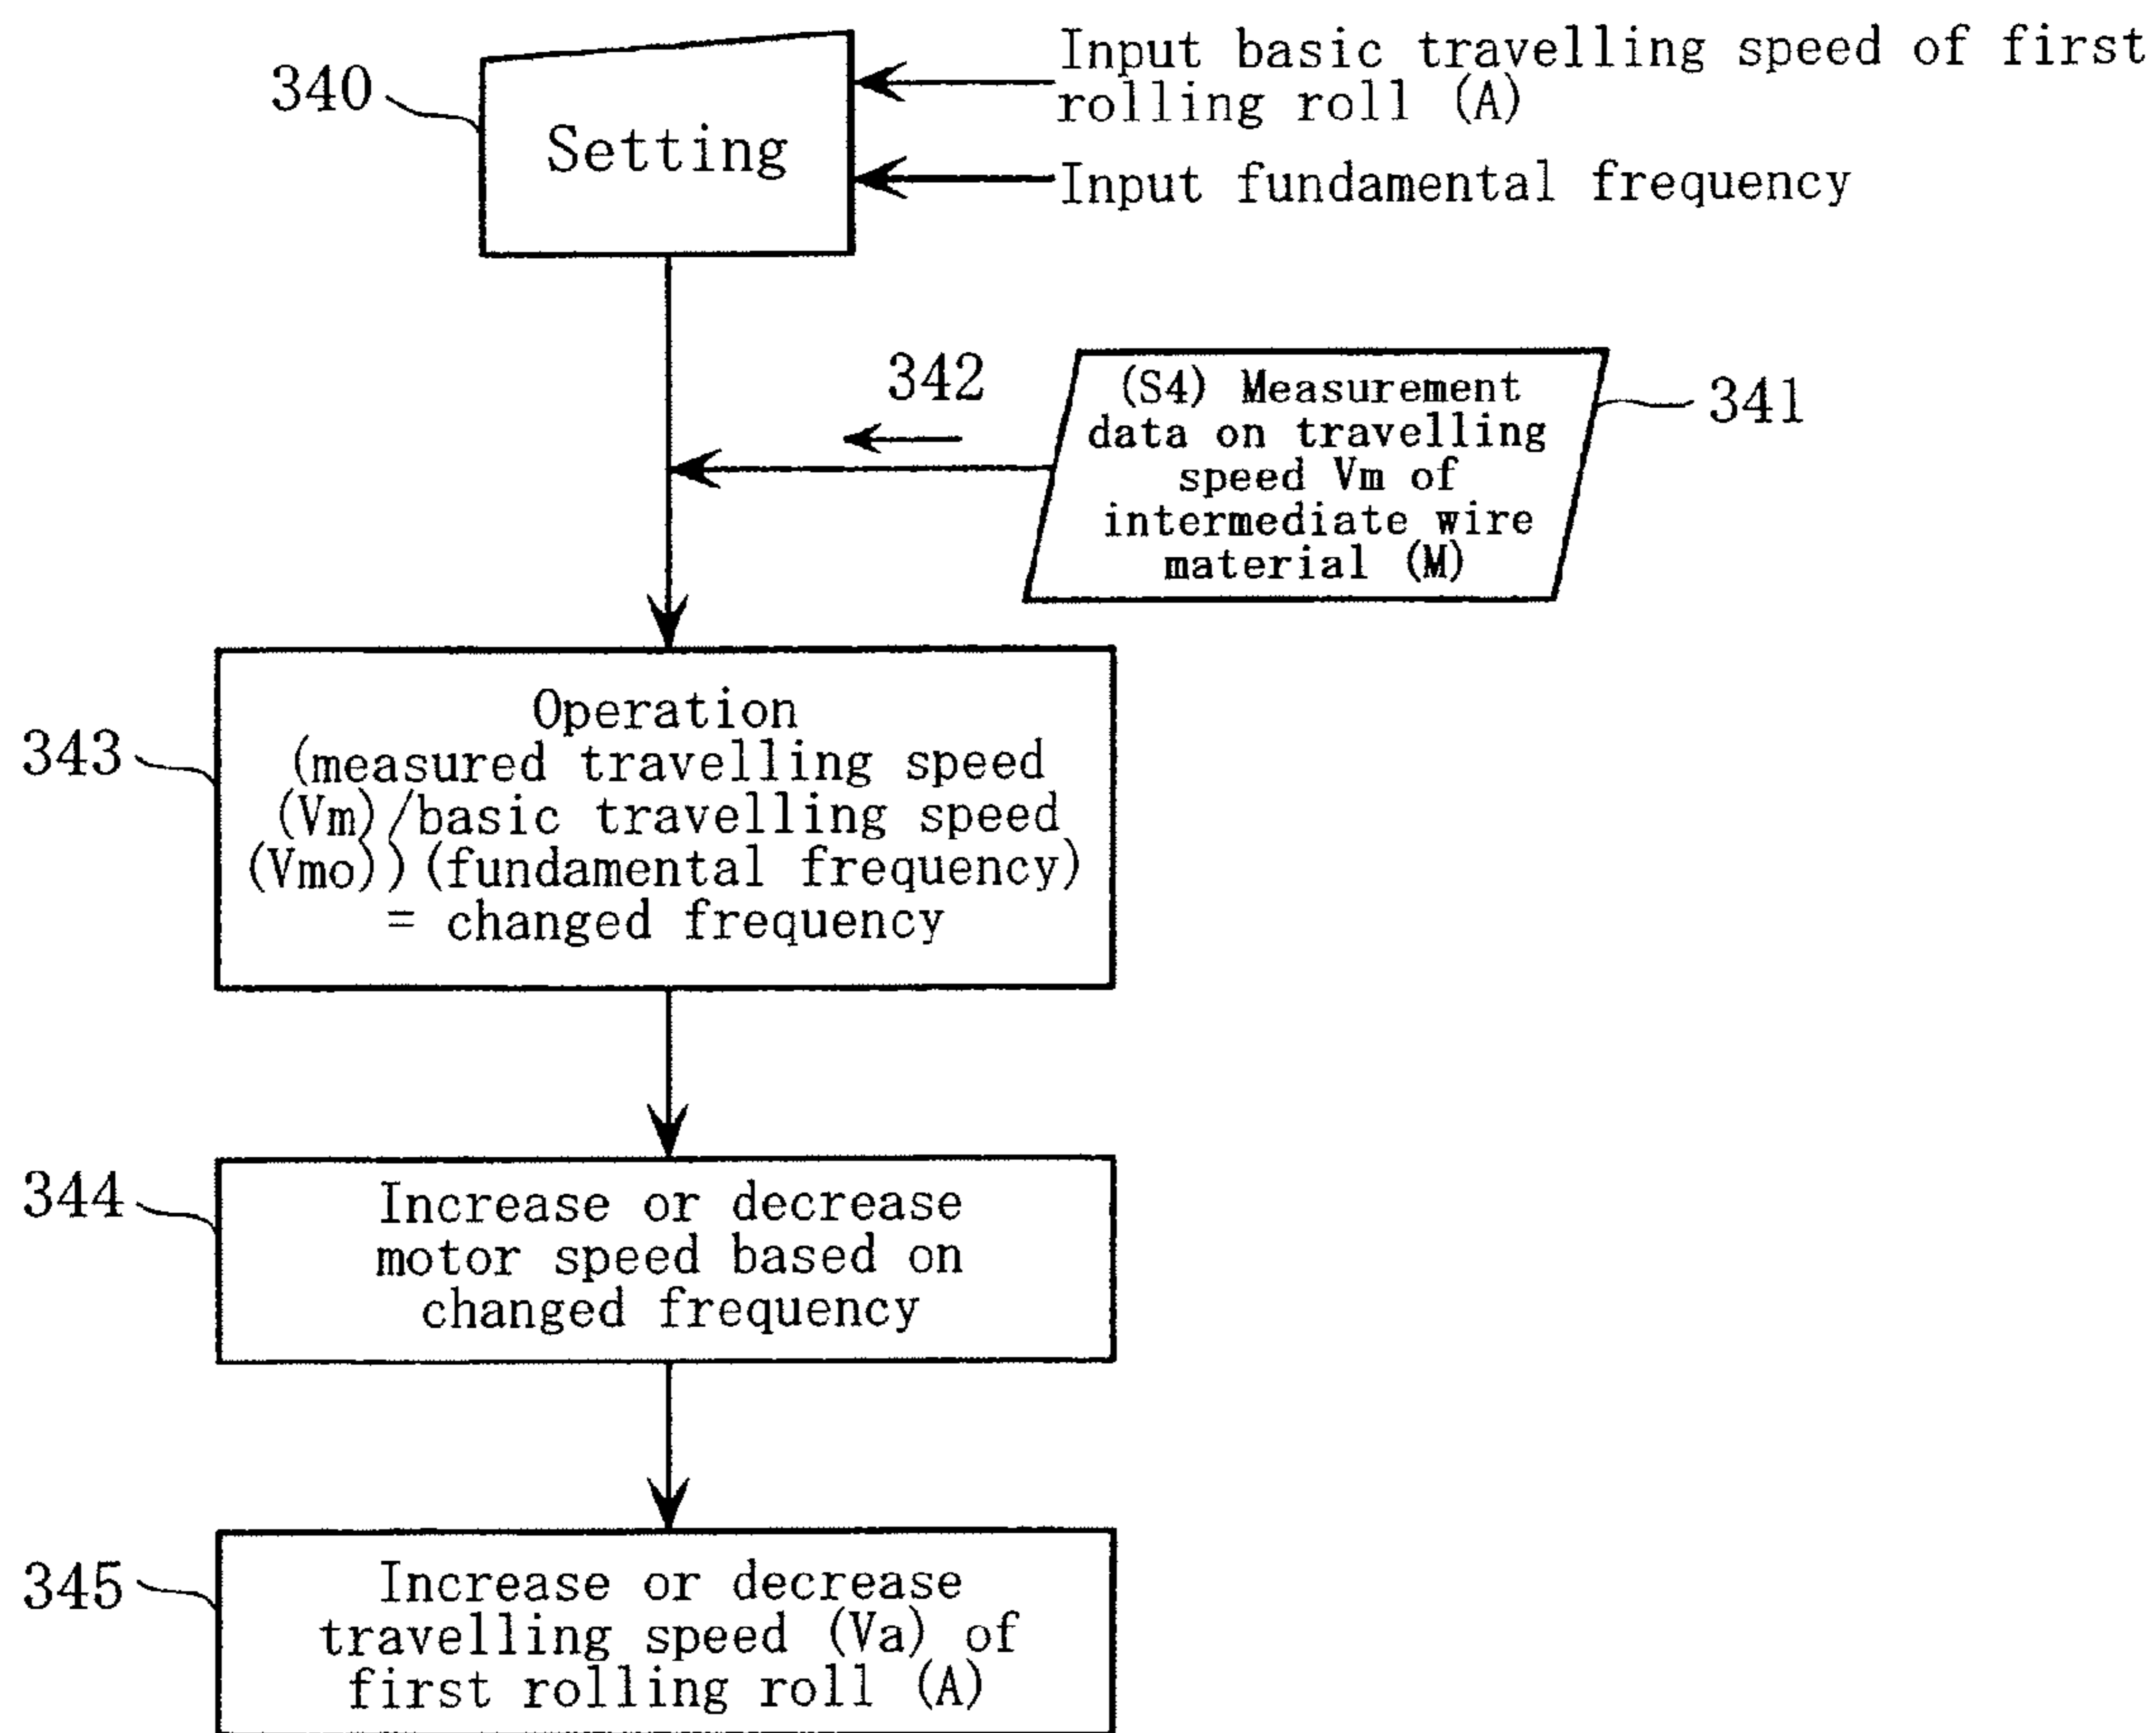 Input basic travelling speed of first
rolling roll (A)
340
Setting
Input fundamental frequency
342
(S4) Measurement
data on travelling
speed Vm of
intermediate wire
material (M)
341
343
Operation
(measured travelling speed
(Vm)/basic travelling speed
(Vmo))(fundamental frequency)
= changed frequency
344
Increase or decrease
motor speed based on
changed frequency
345
Increase or decrease
travelling speed (Va) of
first rolling roll (A)